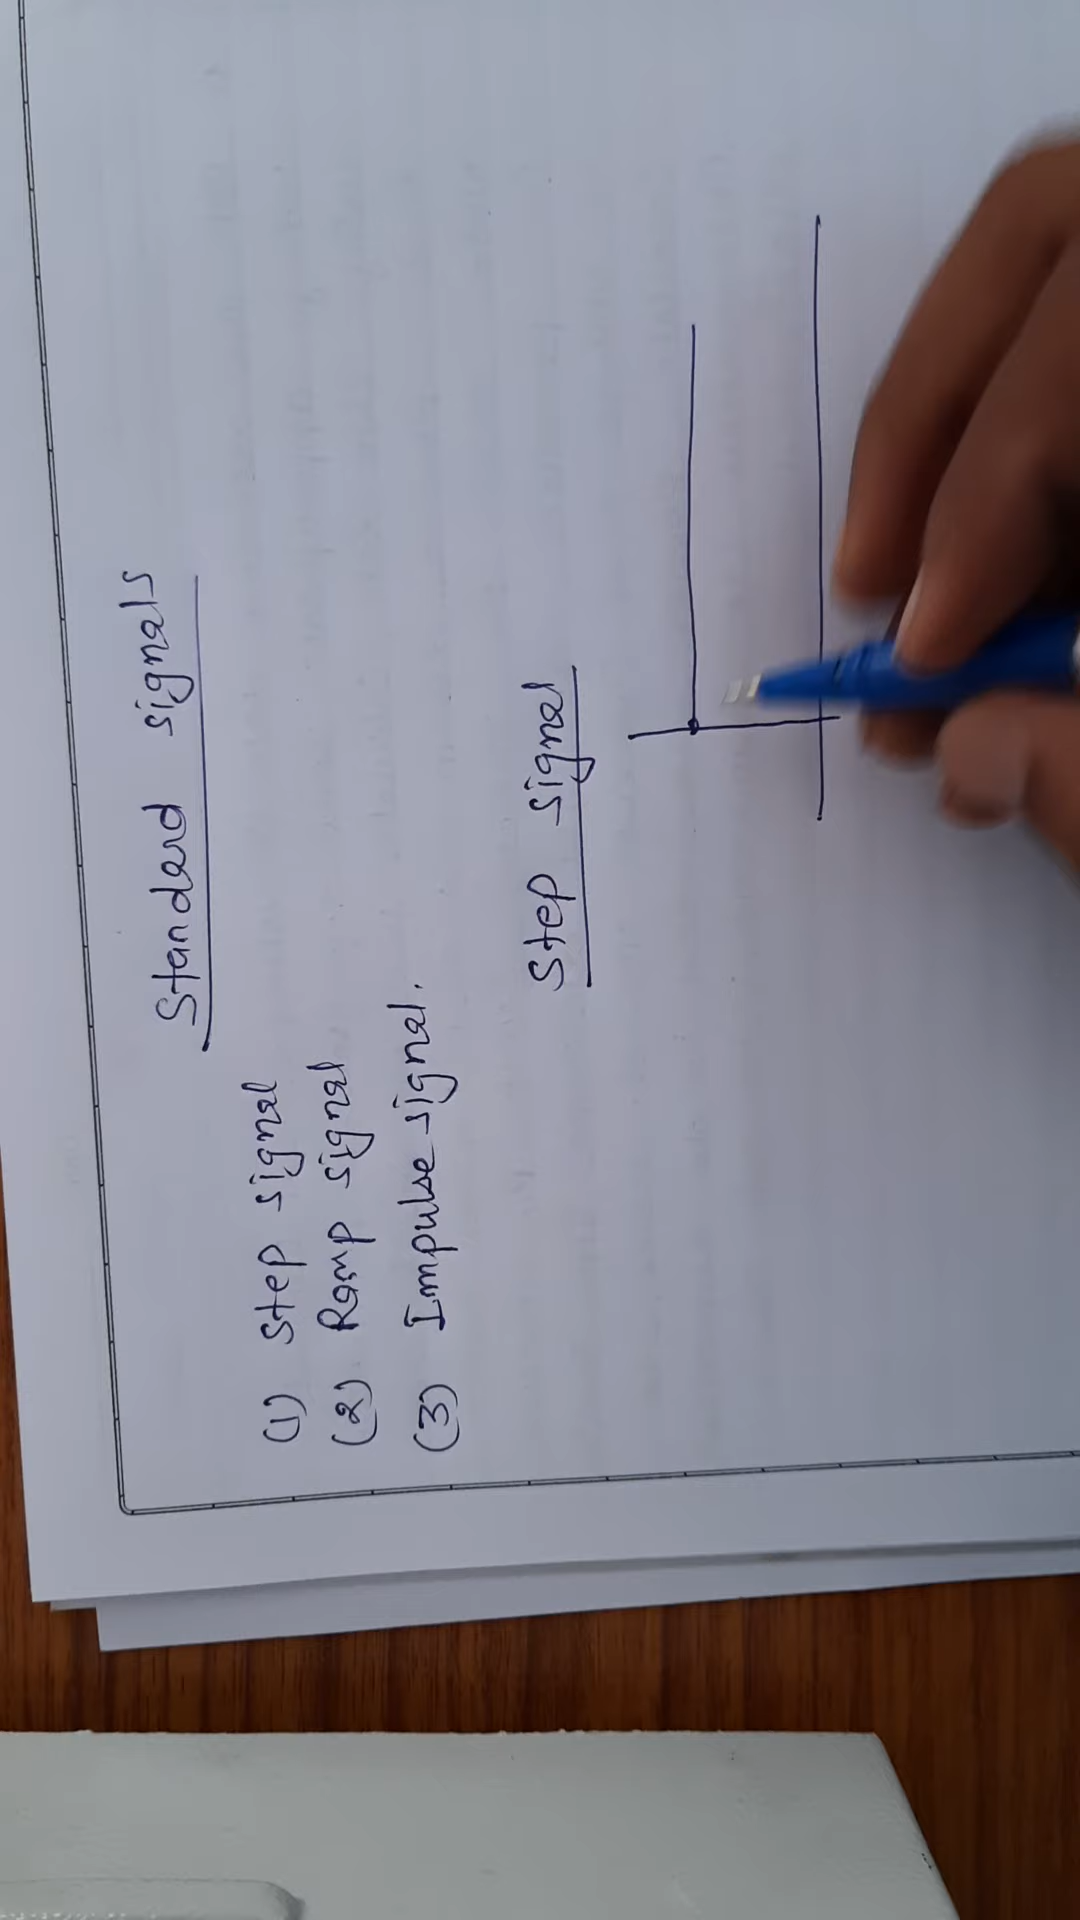 Standard signals
(1) Step signal
(2) Ramp signal
(3) Impulse signal.
Step signal